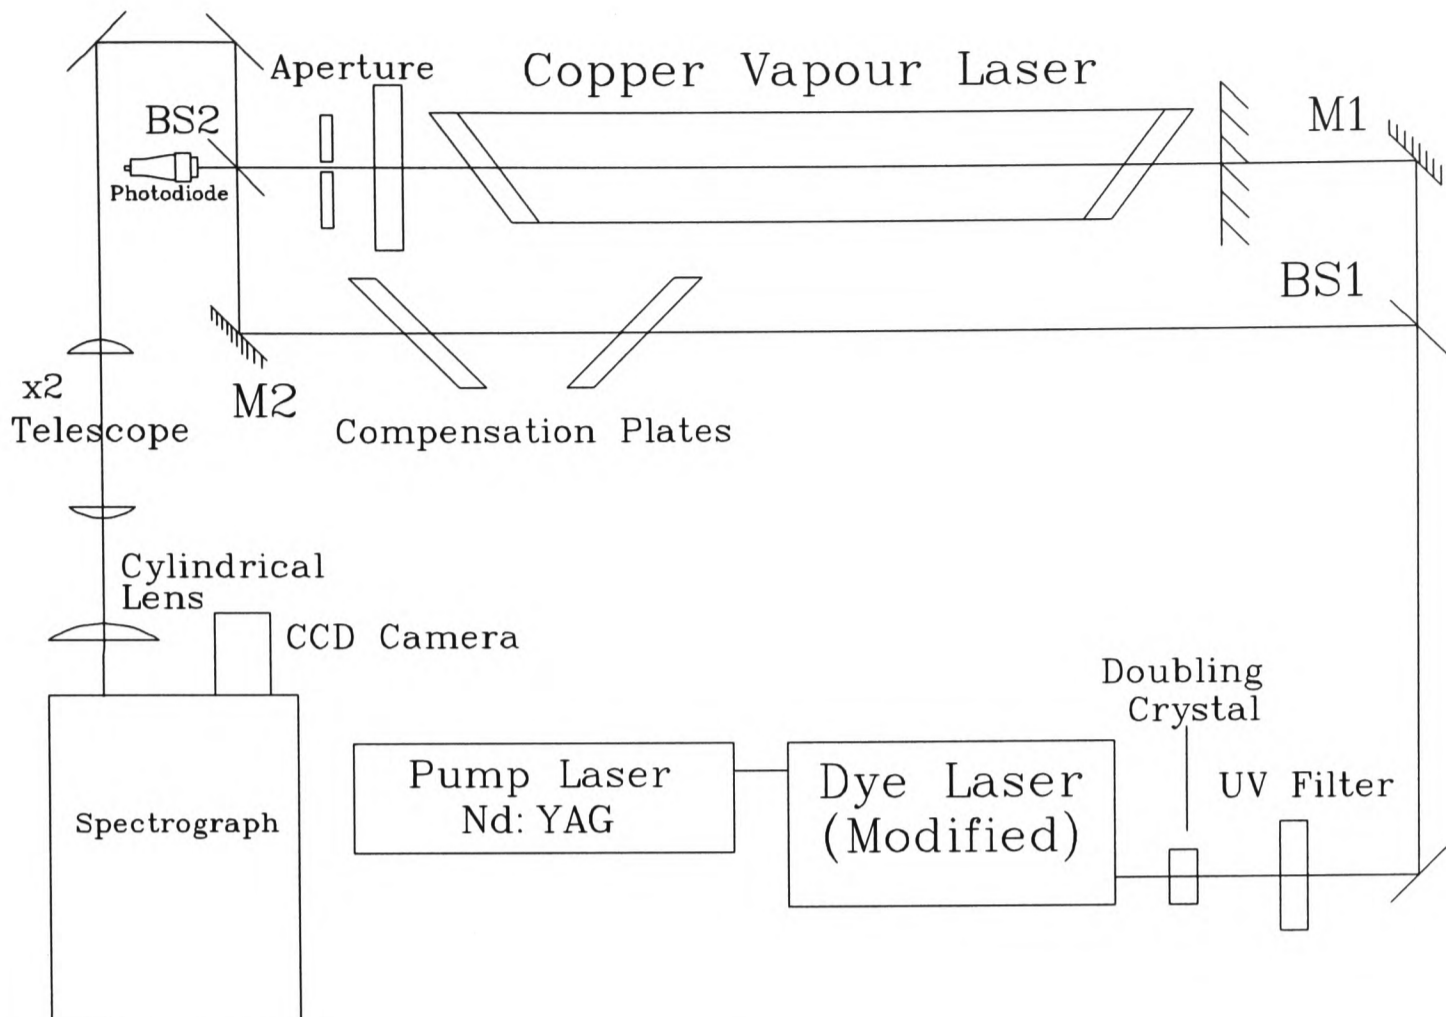 Copper Vapour Laser
Aperture
M1
BS2
Photodiode
BS1
x2
Telescope
M2
Compensation Plates
Cylindrical
Lens
CCD Camera
Doubling
Crystal
Pump Laser
Nd: YAG
Dye Laser
(Modified)
UV Filter
Spectrograph